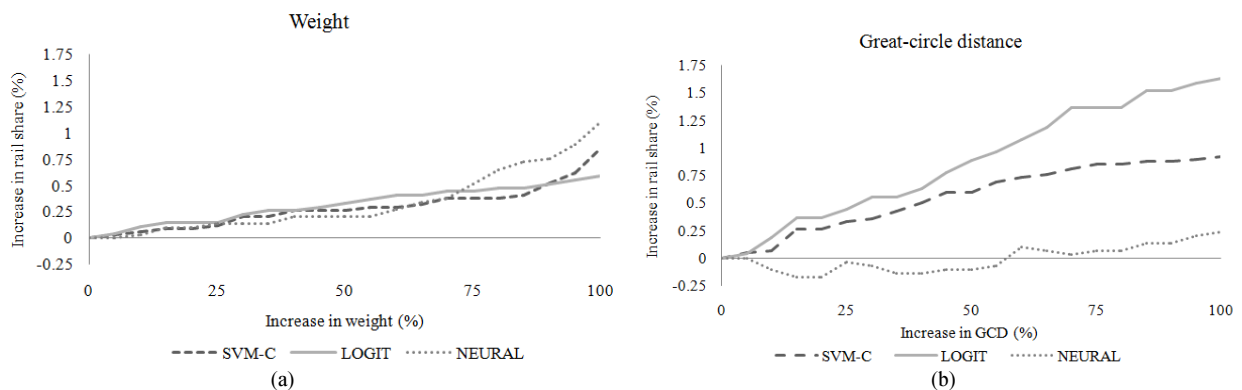 Weight
Increase in rail share (%)
1.75
1.5
1.25
1
0.75
0.5
0.25
0
-0.25
0 25 50 75 100
Increase in weight (%)
SVM-C LOGIT NEURAL
(a)
Great-circle distance
Increase in rail share (%)
1.75
1.5
1.25
1
0.75
0.5
0.25
0
-0.25
0 25 50 75 100
Increase in GCD (%)
SVM-C LOGIT NEURAL
(b)